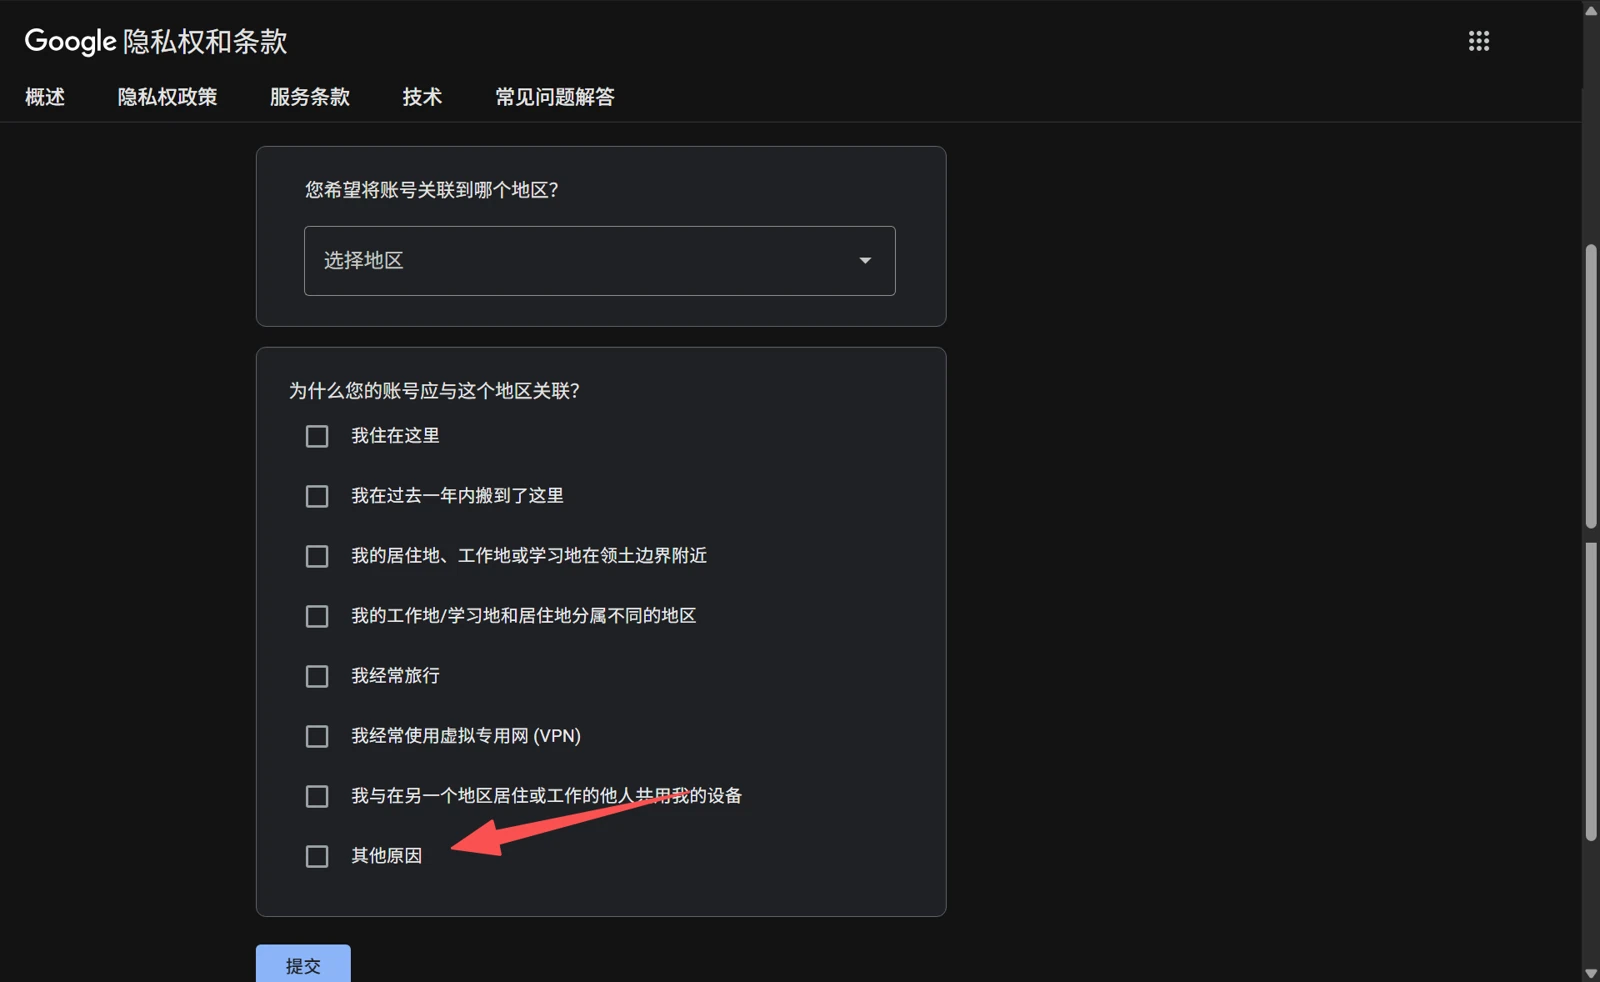 Google 隐私权和条款
概述 隐私权政策 服务条款 技术 常见问题解答
您希望将账号关联到哪个地区？
选择地区
为什么您的账号应与这个地区关联？
我住在这里
我在过去一年内搬到了这里
我的居住地、工作地或学习地在领土边界附近
我的工作地/学习地和居住地分属不同的地区
我经常旅行
我经常使用虚拟专用网 (VPN)
我与在另一个地区居住或工作的他人共用我的设备
其他原因
提交